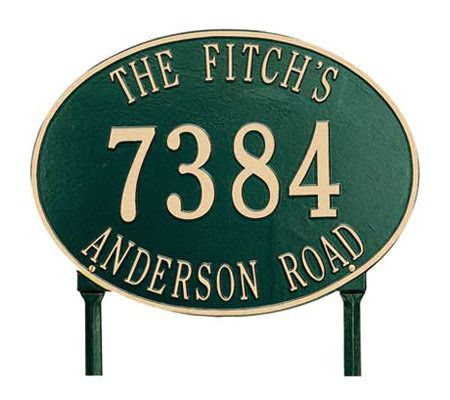 THE FITCH'S
7384
ANDERSON ROAD